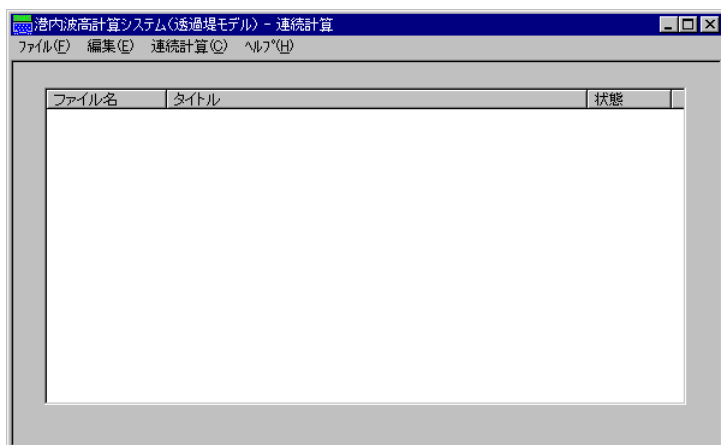 港内波高計算システム(透過堤モデル) - 連続計算
ファイル(F) 編集(E) 連続計算(C) ヘルプ(H)
ファイル名 タイトル 状態